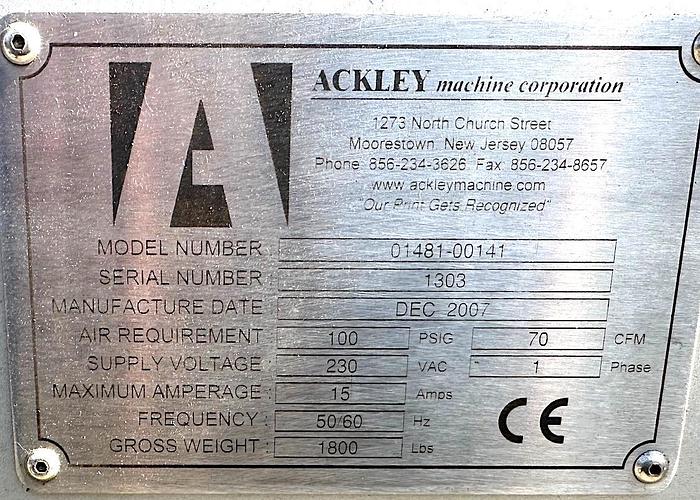 A
ACKLEY machine corporation
1273 North Church Street
Moorestown, New Jersey 08057
Phone 856-234-3626 Fax 856-234-8657
www.ackleymachine.com
"Our Print Gets Recognized"
MODEL NUMBER : 01481-00141
SERIAL NUMBER : 1303
MANUFACTURE DATE : DEC 2007
AIR REQUIREMENT : 100 PSIG 70 CFM
SUPPLY VOLTAGE : 230 VAC 1 Phase
MAXIMUM AMPERAGE : 15 Amps
FREQUENCY : 50/60 Hz
GROSS WEIGHT : 1800 Lbs
CE